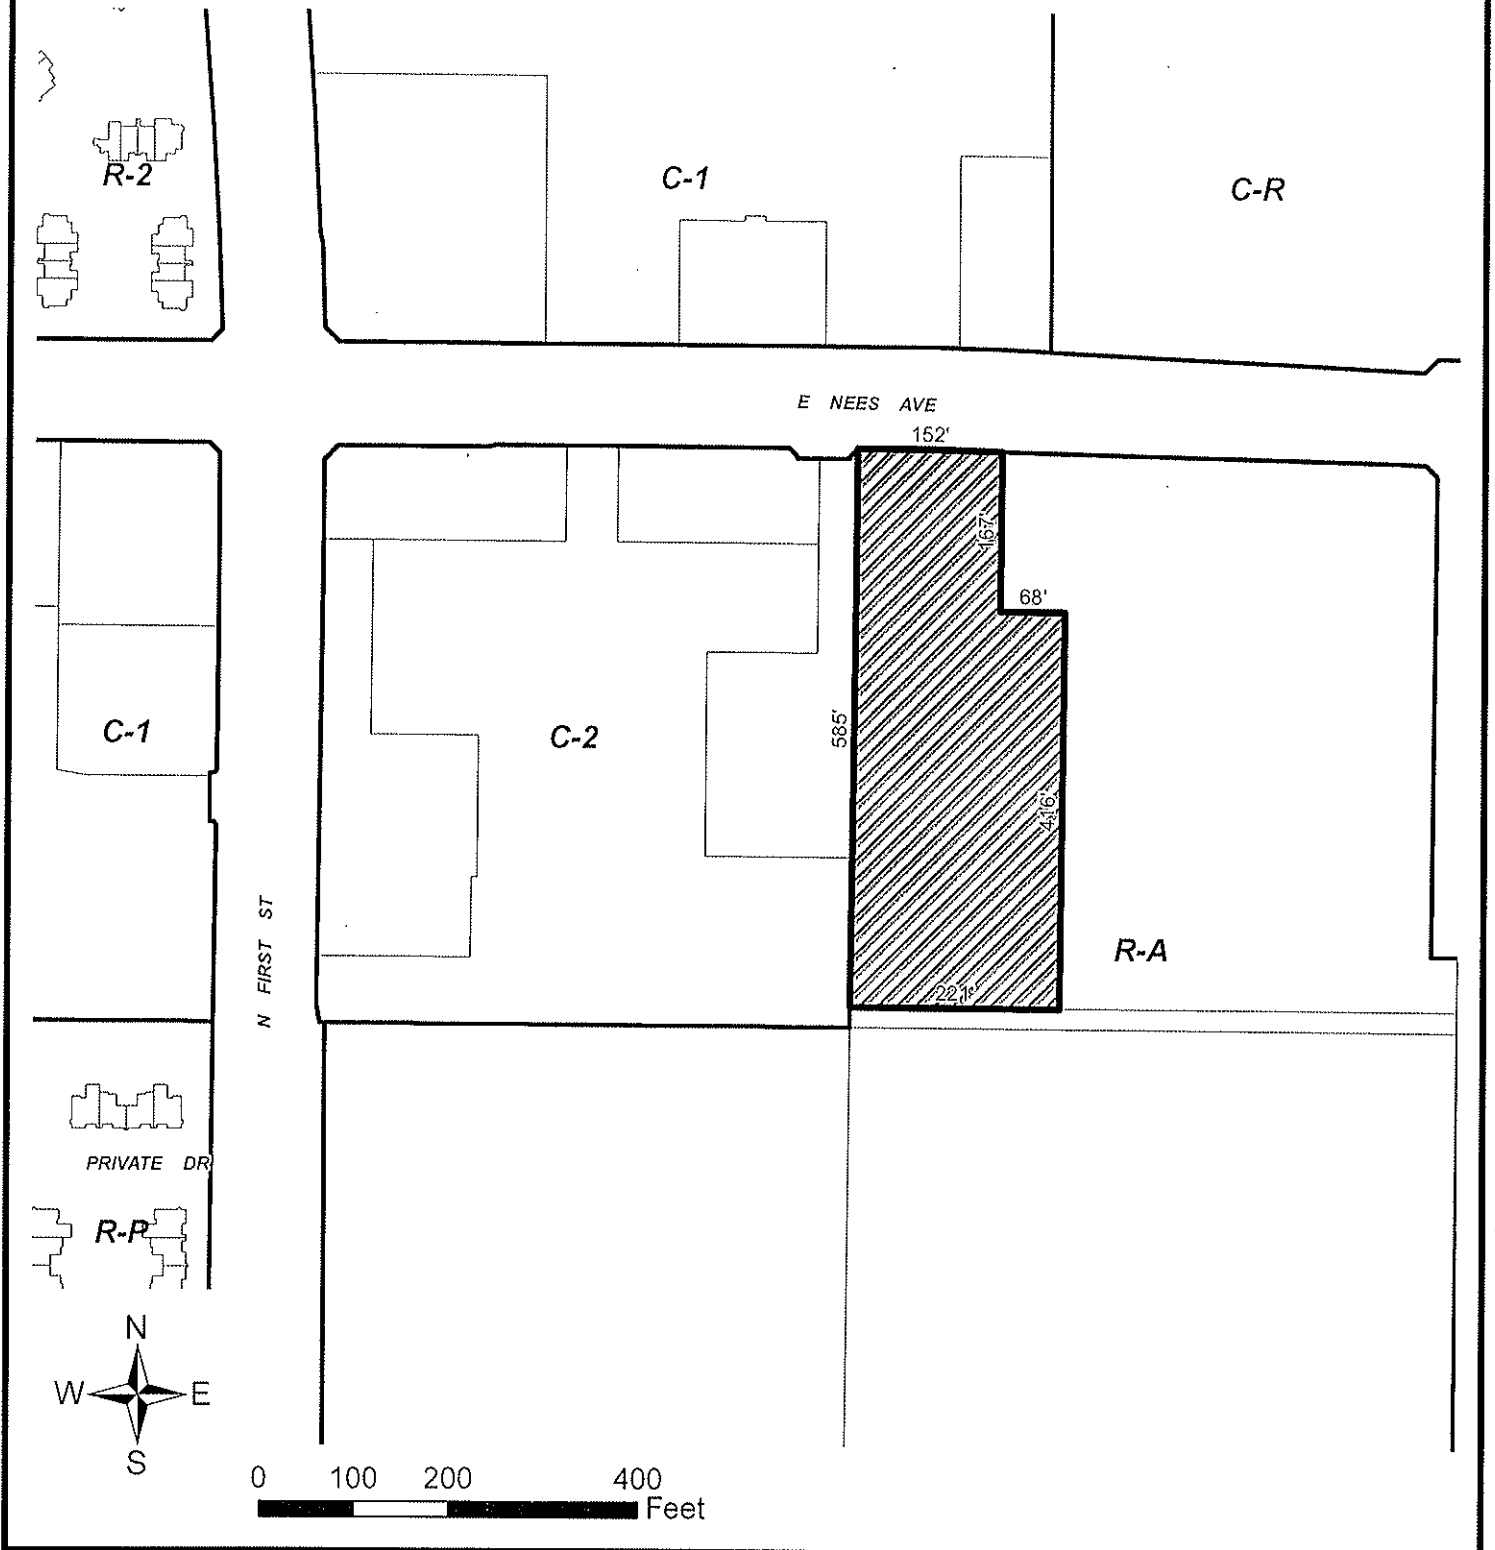 R-2
C-1
C-R
E NEES AVE
152'
167'
68'
C-1
C-2
585'
416'
R-A
221'
N FIRST ST
PRIVATE DR
R-P
N
W E
S
0 100 200 400
Feet